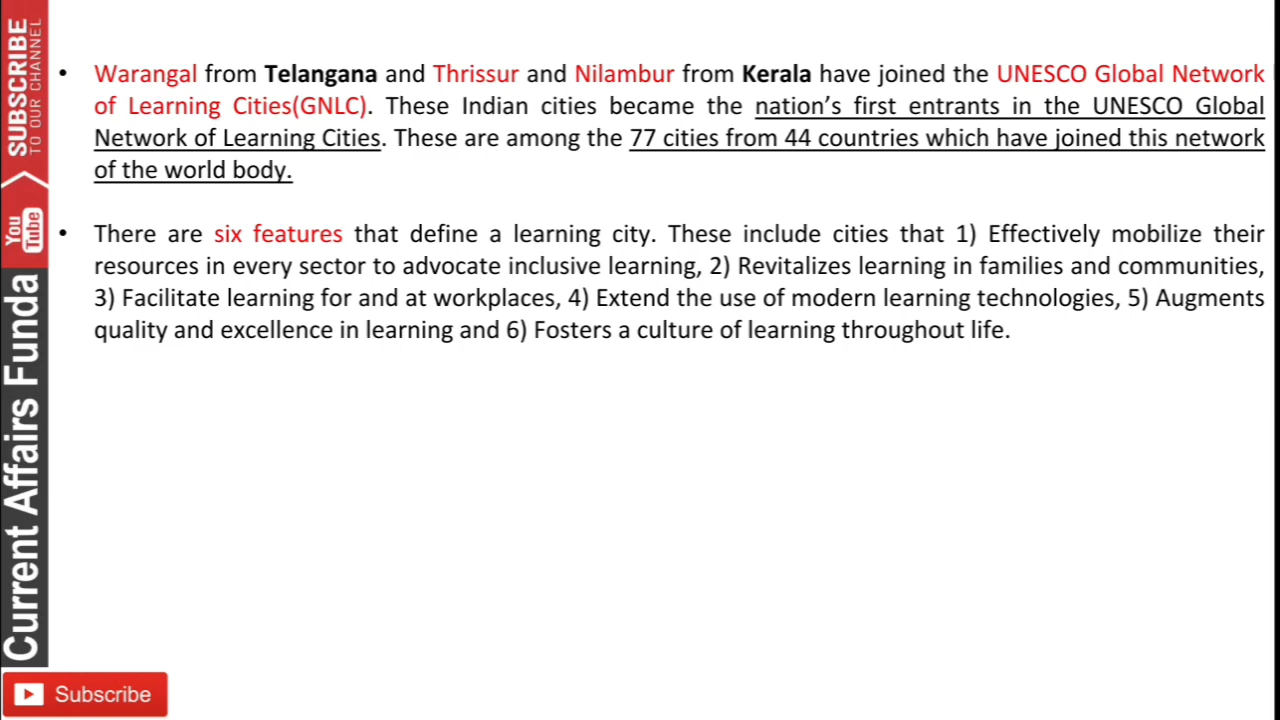 • Warangal from Telangana and Thrissur and Nilambur from Kerala have joined the UNESCO Global Network
of Learning Cities(GNLC). These Indian cities became the nation's first entrants in the UNESCO Global
Network of Learning Cities. These are among the 77 cities from 44 countries which have joined this network
of the world body.
• There are six features that define a learning city. These include cities that 1) Effectively mobilize their
resources in every sector to advocate inclusive learning, 2) Revitalizes learning in families and communities,
3) Facilitate learning for and at workplaces, 4) Extend the use of modern learning technologies, 5) Augments
quality and excellence in learning and 6) Fosters a culture of learning throughout life.
SUBSCRIBE
TO OUR CHANNEL
You Tube
Current Affairs Funda
Subscribe